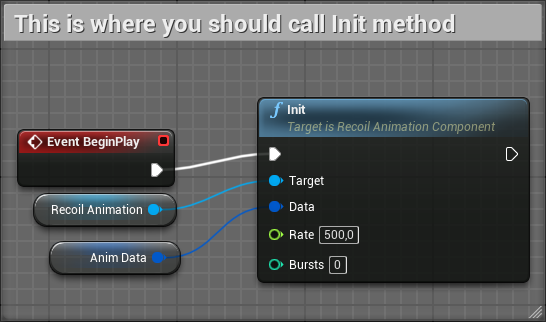 This is where you should call Init method
Event BeginPlay
Recoil Animation
Anim Data
f Init
Target is Recoil Animation Component
Target
Data
Rate 500,0
Bursts 0